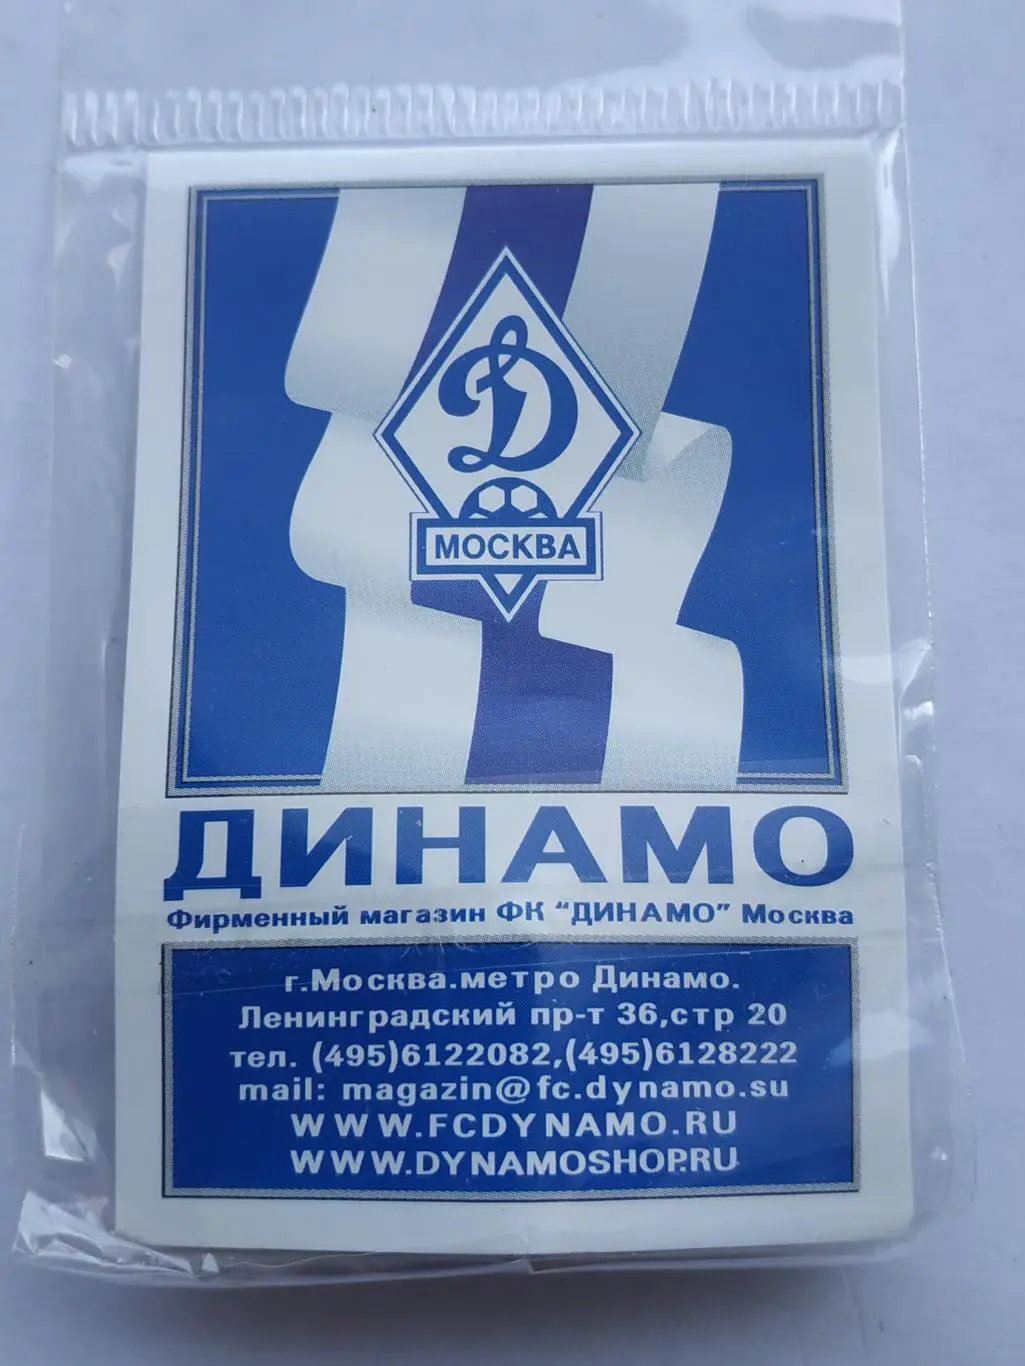 Д
МОСКВА
ДИНАМО
Фирменный магазин ФК "ДИНАМО" Москва
г.Москва.метро Динамо.
Ленинградский пр-т 36,стр 20
тел. (495)6122082,(495)6128222
mail: magazin@fc.dynamo.su
WWW.FCDYNAMO.RU
WWW.DYNAMOSHOP.RU